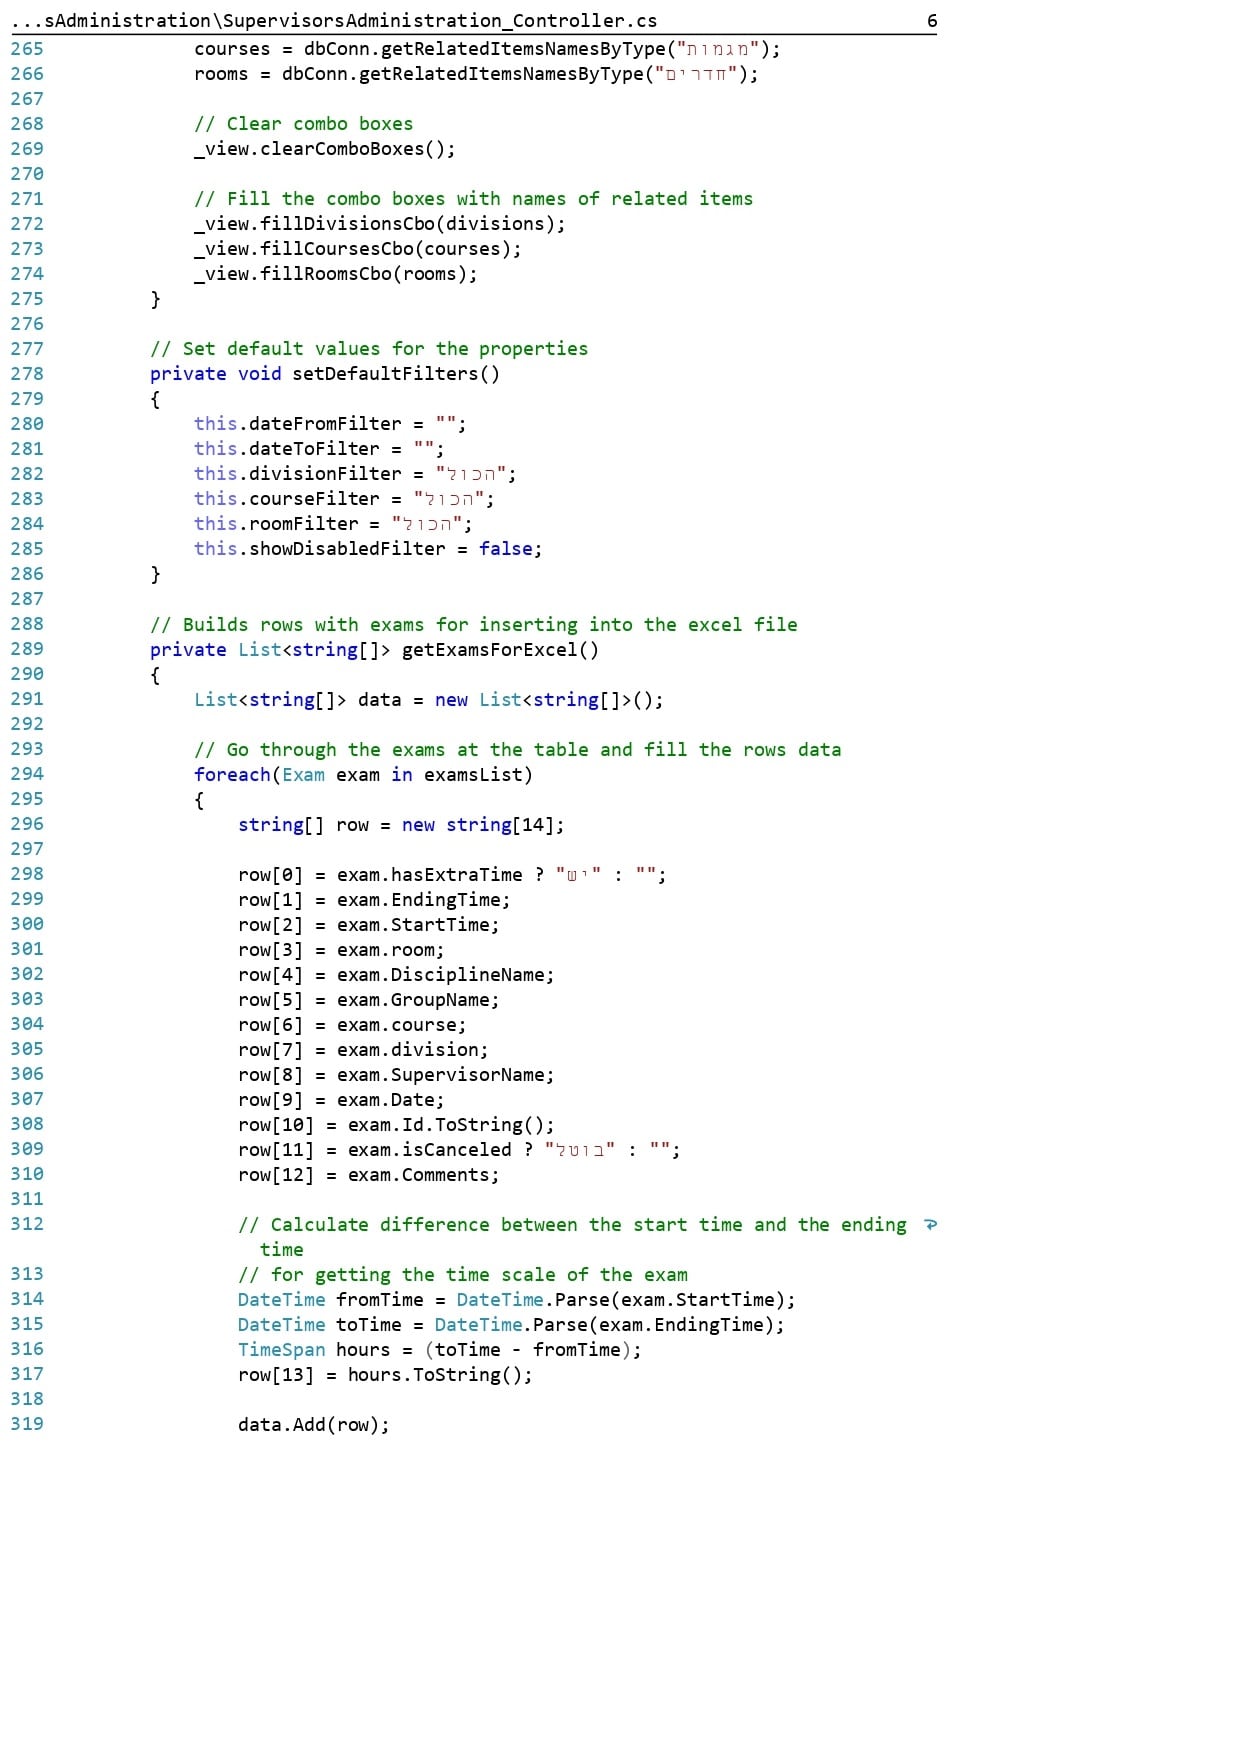 ...sAdministration\SupervisorsAdministration_Controller.cs 6
265 courses = dbConn.getRelatedItemsNamesByType("מגמות");
266 rooms = dbConn.getRelatedItemsNamesByType("חדרים");
267
268 // Clear combo boxes
269 _view.clearComboBoxes();
270
271 // Fill the combo boxes with names of related items
272 _view.fillDivisionsCbo(divisions);
273 _view.fillCoursesCbo(courses);
274 _view.fillRoomsCbo(rooms);
275 }
276
277 // Set default values for the properties
278 private void setDefaultFilters()
279 {
280 this.dateFromFilter = "";
281 this.dateToFilter = "";
282 this.divisionFilter = "הכול";
283 this.courseFilter = "הכול";
284 this.roomFilter = "הכול";
285 this.showDisabledFilter = false;
286 }
287
288 // Builds rows with exams for inserting into the excel file
289 private List<string[]> getExamsForExcel()
290 {
291 List<string[]> data = new List<string[]>();
292
293 // Go through the exams at the table and fill the rows data
294 foreach(Exam exam in examsList)
295 {
296 string[] row = new string[14];
297
298 row[0] = exam.hasExtraTime ? "יש" : "";
299 row[1] = exam.EndingTime;
300 row[2] = exam.StartTime;
301 row[3] = exam.room;
302 row[4] = exam.DisciplineName;
303 row[5] = exam.GroupName;
304 row[6] = exam.course;
305 row[7] = exam.division;
306 row[8] = exam.SupervisorName;
307 row[9] = exam.Date;
308 row[10] = exam.Id.ToString();
309 row[11] = exam.isCanceled ? "בוטל" : "";
310 row[12] = exam.Comments;
311
312 // Calculate difference between the start time and the ending
time
313 // for getting the time scale of the exam
314 DateTime fromTime = DateTime.Parse(exam.StartTime);
315 DateTime toTime = DateTime.Parse(exam.EndingTime);
316 TimeSpan hours = (toTime - fromTime);
317 row[13] = hours.ToString();
318
319 data.Add(row);